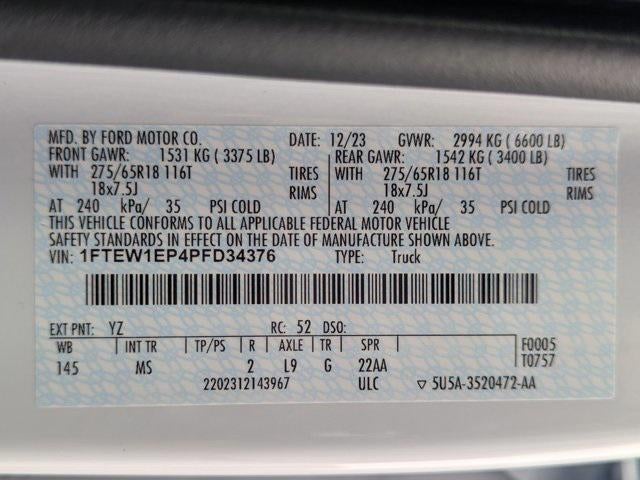 MFD. BY FORD MOTOR CO. DATE: 12/23 GVWR: 2994 KG ( 6600 LB)
FRONT GAWR: 1531 KG ( 3375 LB) REAR GAWR: 1542 KG ( 3400 LB)
WITH 275/65R18 116T TIRES WITH 275/65R18 116T TIRES
18x7.5J RIMS 18x7.5J RIMS
AT 240 kPa/ 35 PSI COLD AT 240 kPa/ 35 PSI COLD
THIS VEHICLE CONFORMS TO ALL APPLICABLE FEDERAL MOTOR VEHICLE
SAFETY STANDARDS IN EFFECT ON THE DATE OF MANUFACTURE SHOWN ABOVE.
VIN: 1FTEW1EP4PFD34376 TYPE: Truck
EXT PNT: YZ RC: 52 DSO:
WB INT TR TP/PS R AXLE TR SPR F0005
145 MS 2 L9 G 22AA T0757
2202312143967 ULC ▽ 5U5A-3520472-AA